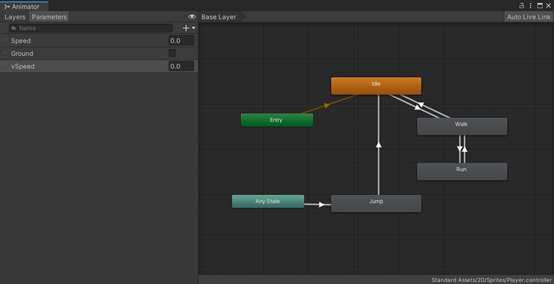 Animator
Layers Parameters Base Layer Auto Live Link
Name
Speed 0.0
Ground
vSpeed 0.0
Idle
Entry
Walk
Run
Any State
Jump
Standard Assets/2D/Sprites/Player.controller